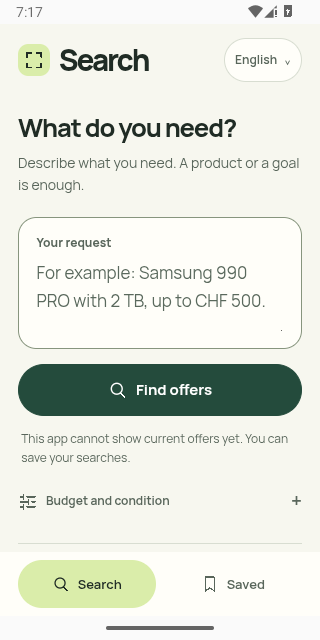 7:17
Search
English
What do you need?
Describe what you need. A product or a goal
is enough.
Your request
For example: Samsung 990
PRO with 2 TB, up to CHF 500.
Find offers
This app cannot show current offers yet. You can
save your searches.
Budget and condition +
Search
Saved